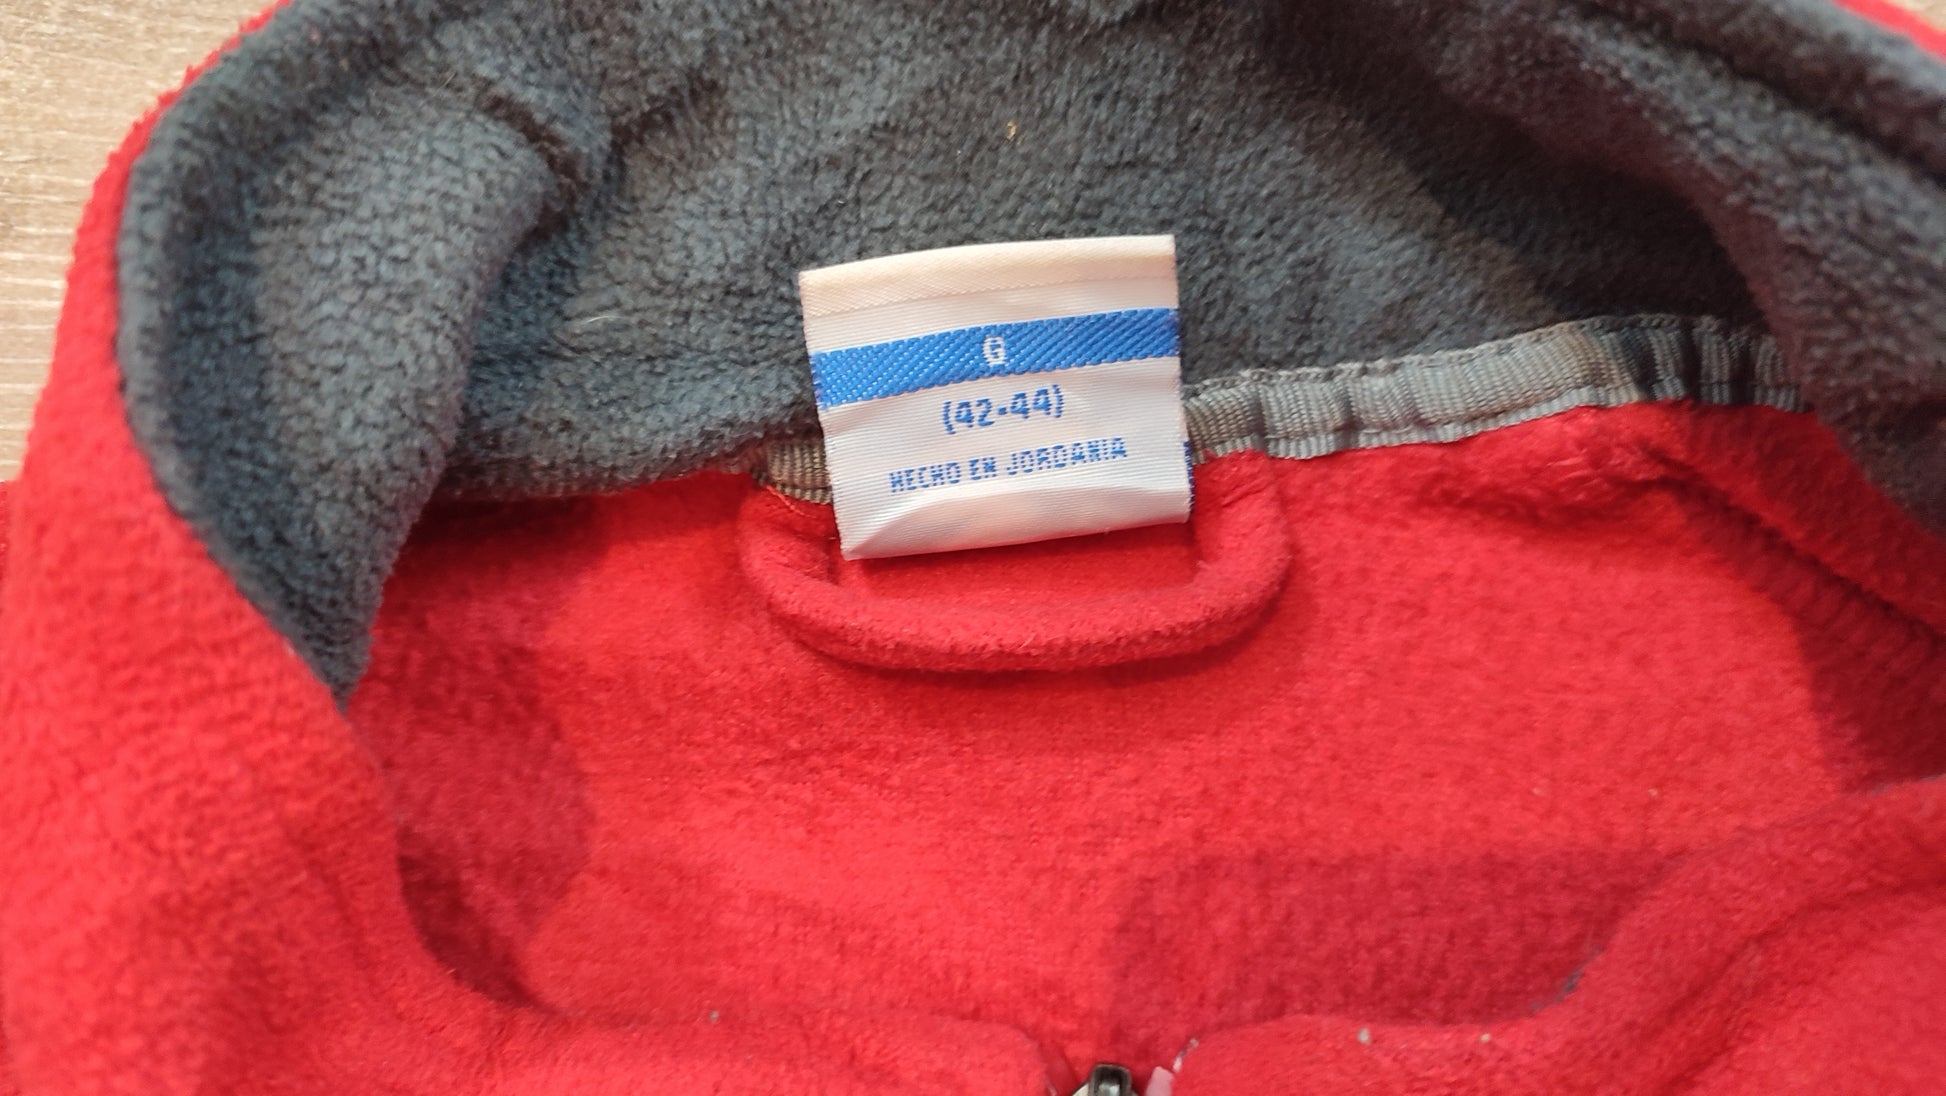 G
(42-44)
HECHO EN JORDANIA